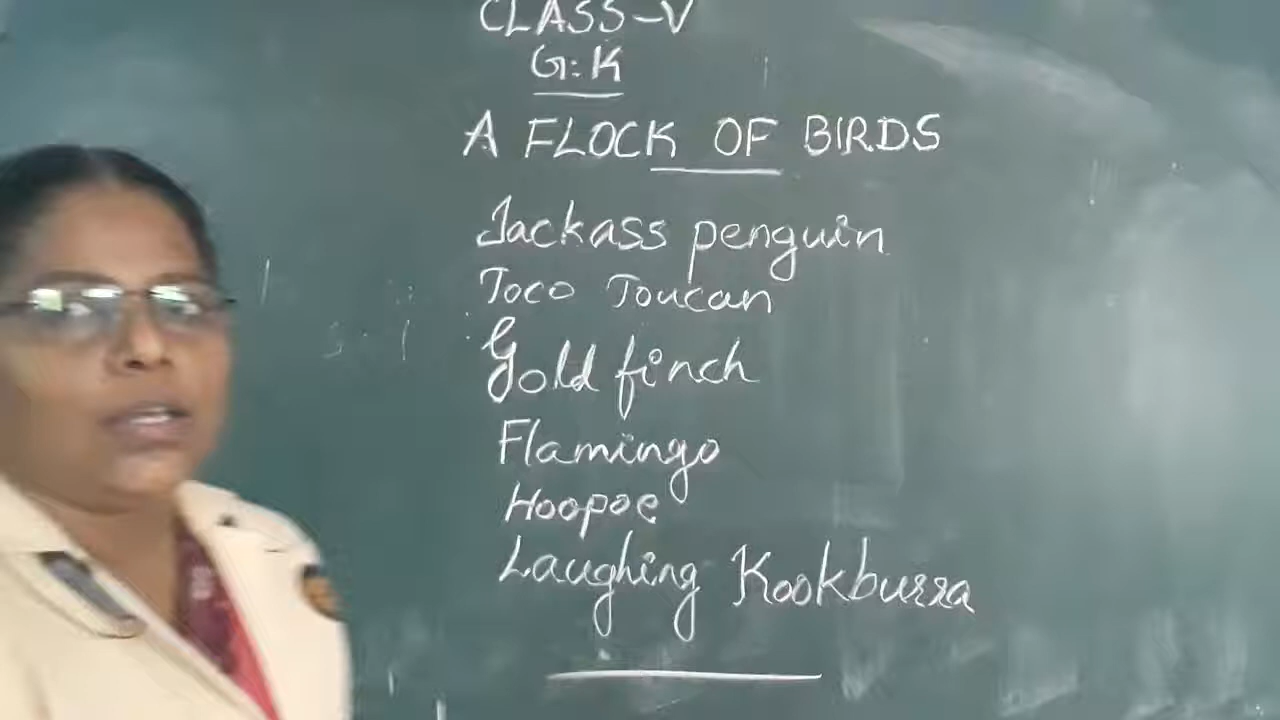 CLASS-V
G.K
A FLOCK OF BIRDS
Jackass penguin
Toco Toucan
Gold finch
Flamingo
Hoopoe
Laughing Kookburra